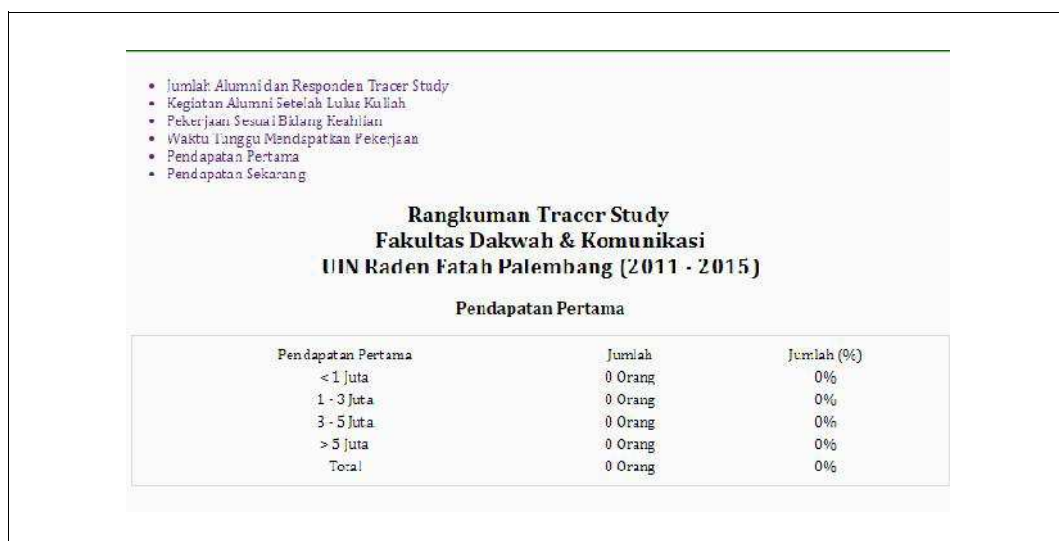 Jumlah Alumni dan Responden Tracer Study
Kegiatan Alumni Setelah Lulus Kuliah
Pekerjaan Sesuai Bidang Keahlian
Waktu Tunggu Mendapatkan Pekerjaan
Pendapatan Pertama
Pendapatan Sekarang
Rangkuman Tracer Study
Fakultas Dakwah & Komunikasi
UIN Raden Fatah Palembang (2011 - 2015)
Pendapatan Pertama
Pendapatan Pertama Jumlah Jumlah (%)
< 1 Juta 0 Orang 0%
1 - 3 Juta 0 Orang 0%
3 - 5 Juta 0 Orang 0%
> 5 Juta 0 Orang 0%
Total 0 Orang 0%